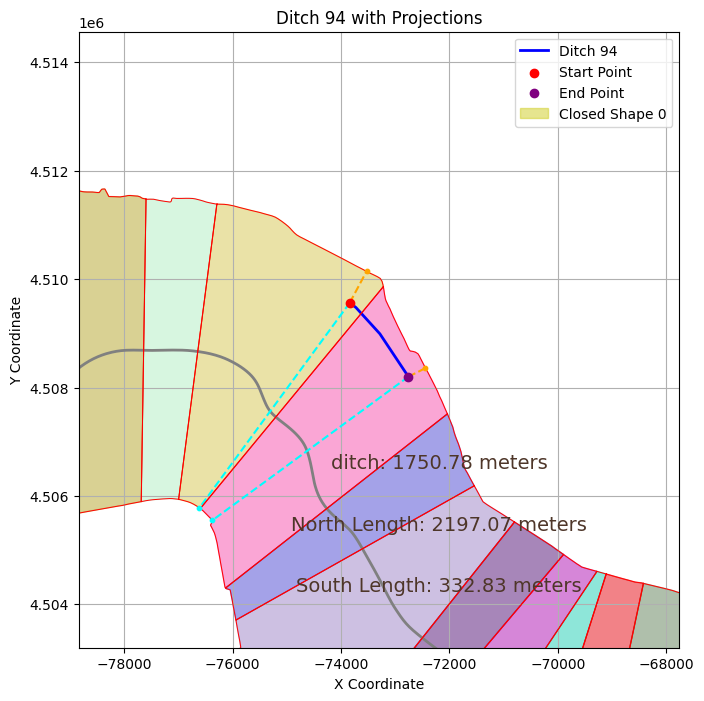 Ditch 94 with Projections
1e6
Ditch 94
Start Point
End Point
Closed Shape 0
4.514
4.512
4.510
4.508
4.506
4.504
Y Coordinate
ditch: 1750.78 meters
North Length: 2197.07 meters
South Length: 332.83 meters
−78000 −76000 −74000 −72000 −70000 −68000
X Coordinate